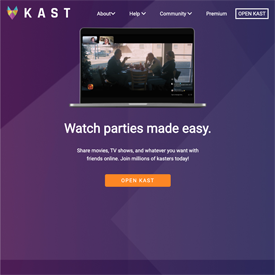 KAST
About Help Community Premium OPEN KAST
Watch parties made easy.
Share movies, TV shows, and whatever you want with
friends online. Join millions of kasters today!
OPEN KAST